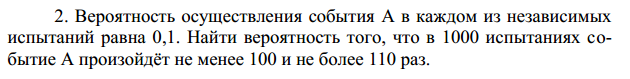 2. Вероятность осуществления события А в каждом из независимых
испытаний равна 0,1. Найти вероятность того, что в 1000 испытаниях со-
бытие А произойдёт не менее 100 и не более 110 раз.